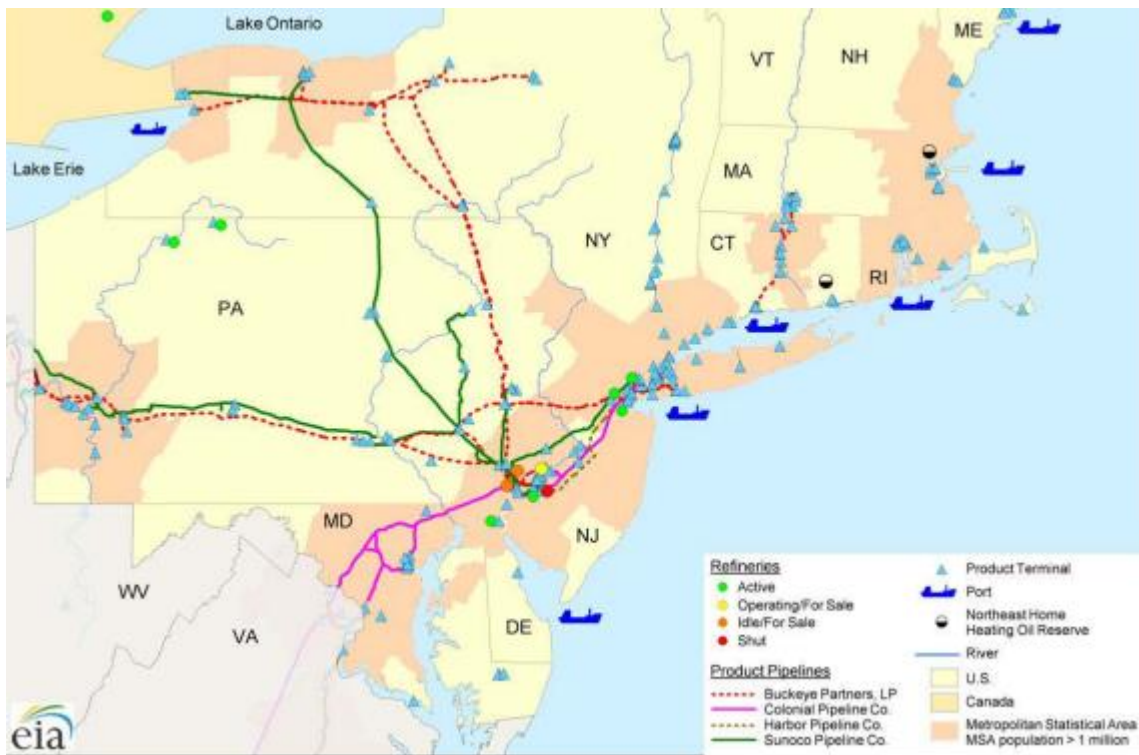 Lake Ontario
ME
VT
NH
Lake Erie
MA
NY
CT
RI
PA
MD
NJ
WV
VA
DE
Refineries
Active
Operating/For Sale
Idle/For Sale
Shut
Product Pipelines
Buckeye Partners, LP
Colonial Pipeline Co.
Harbor Pipeline Co.
Sunoco Pipeline Co.
Product Terminal
Port
Northeast Home
Heating Oil Reserve
River
U.S.
Canada
Metropolitan Statistical Area
MSA population > 1 million
eia